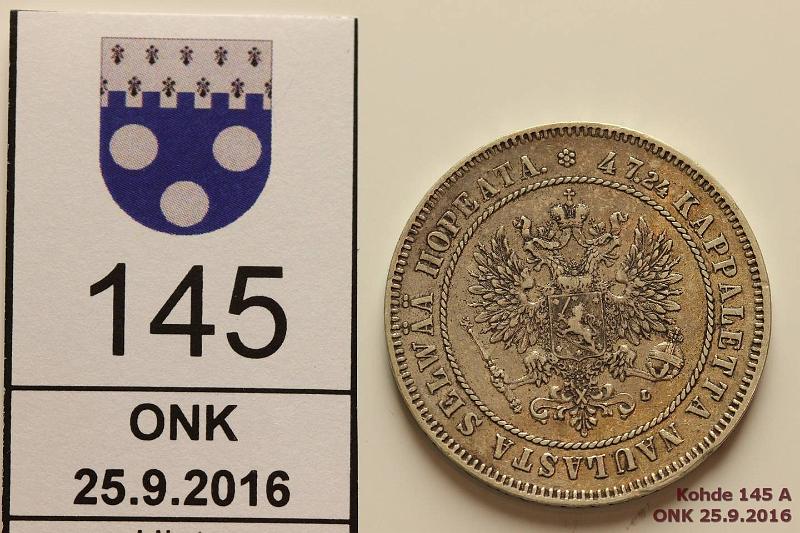 145
ONK
25.9.2016
47.24 KAPPALETTA NAULASTA SELWÄÄ HOPEATA.
L
Kohde 145 A
ONK 25.9.2016